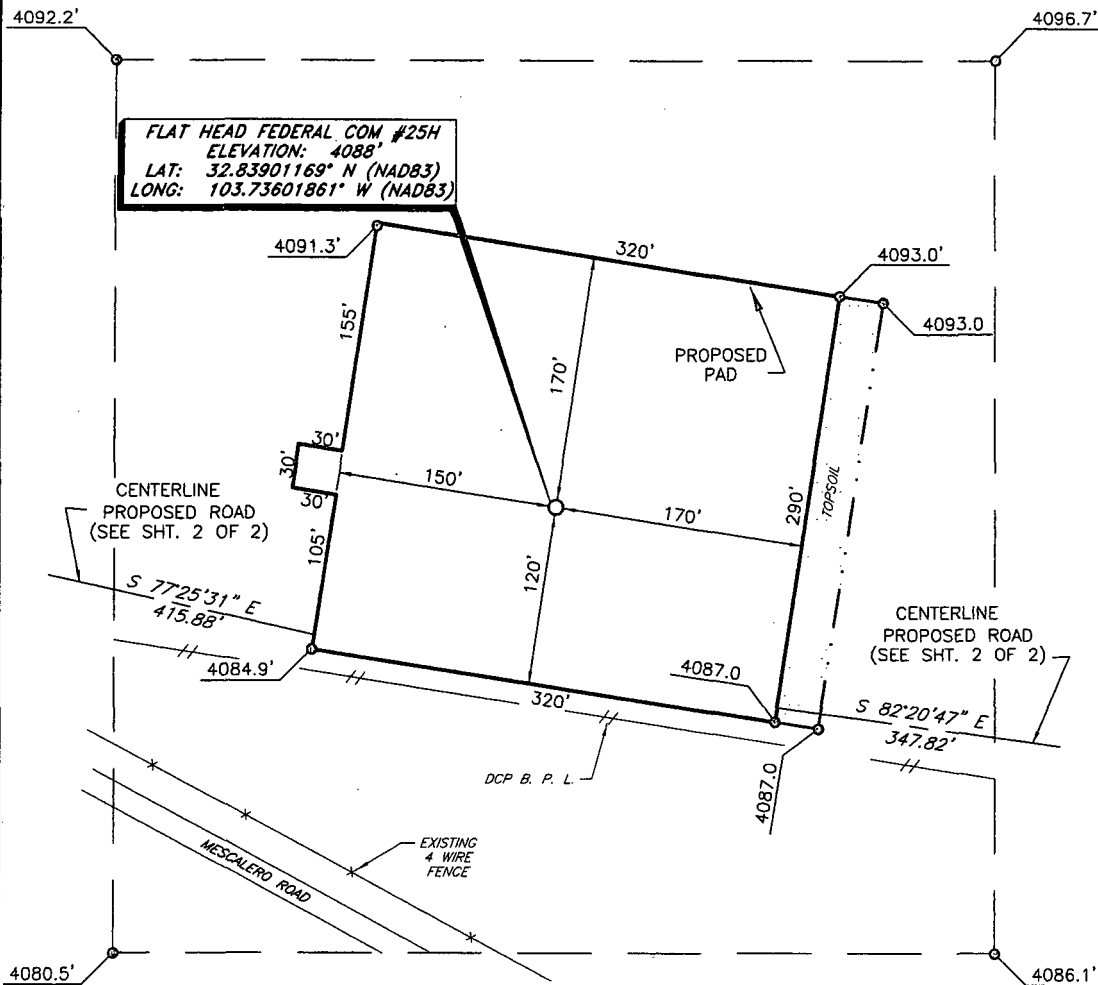 4092.2'
4096.7'
FLAT HEAD FEDERAL COM #25H
ELEVATION: 4088'
LAT: 32.83901169° N (NAD83)
LONG: 103.73601861° W (NAD83)
4091.3'
320'
4093.0'
4093.0
155'
170'
PROPOSED
PAD
30'
30'
30'
150'
170'
290'
TOPSOIL
CENTERLINE
PROPOSED ROAD
(SEE SHT. 2 OF 2)
105'
120'
S 77°25'31" E
415.88'
CENTERLINE
PROPOSED ROAD
(SEE SHT. 2 OF 2)
4084.9'
4087.0
320'
S 82°20'47" E
347.82'
DCP B. P. L.
4087.0
EXISTING
4 WIRE
FENCE
MESCALERO ROAD
4080.5'
4086.1'